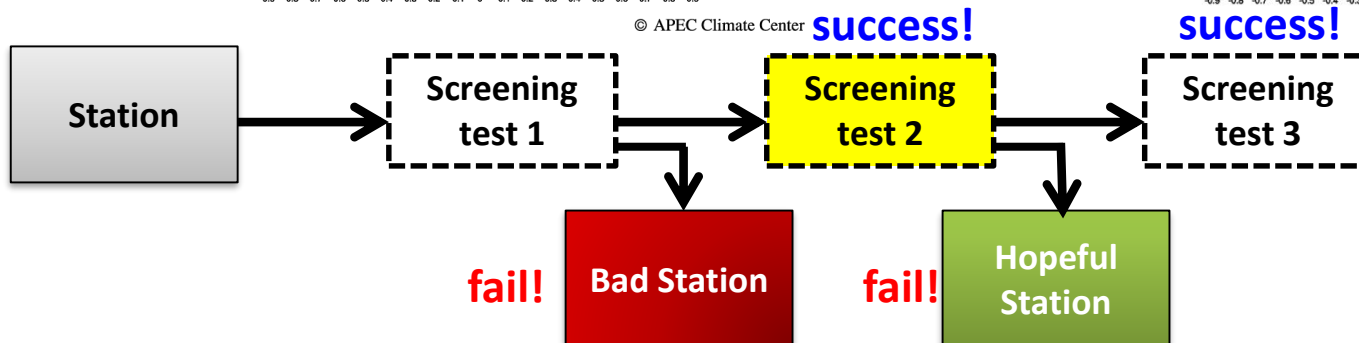 © APEC Climate Center
success!
success!
Station
Screening
test 1
Screening
test 2
Screening
test 3
fail!
Bad Station
fail!
Hopeful
Station